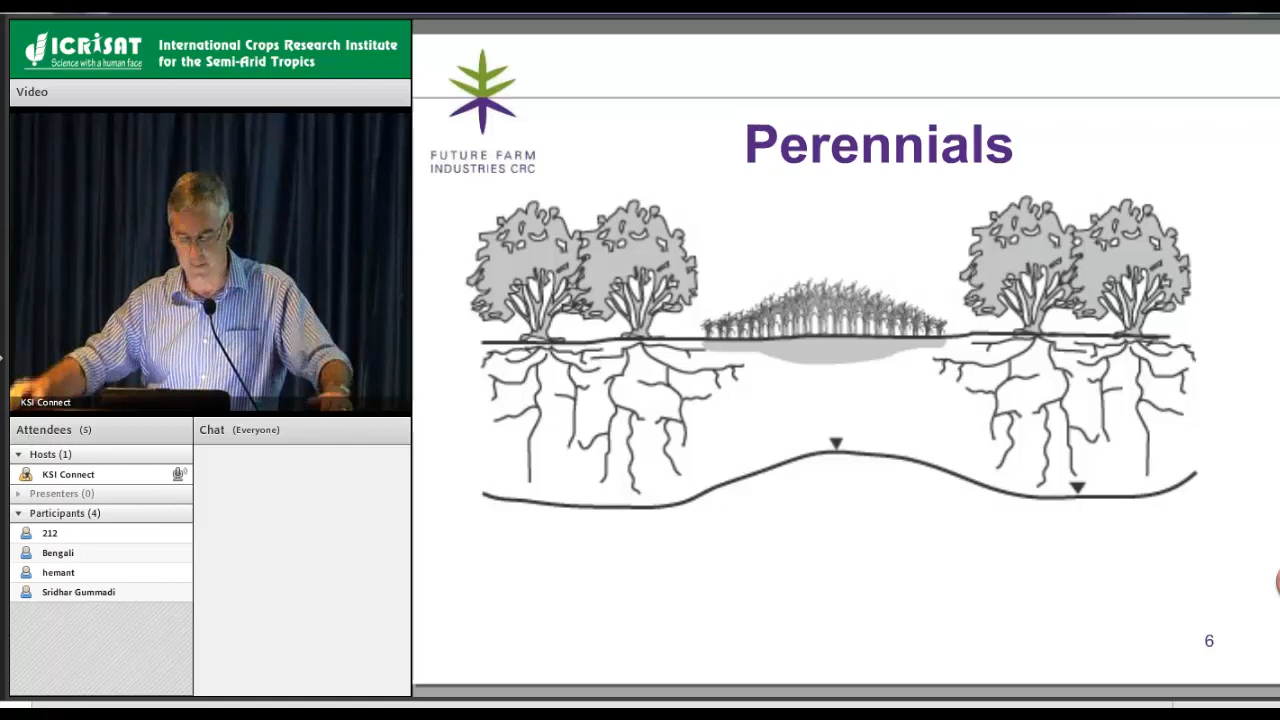 ICRISAT
Science with a human face
International Crops Research Institute
for the Semi-Arid Tropics
Video
KSI Connect
Attendees (5)
Hosts (1)
KSI Connect
Presenters (0)
Participants (4)
212
Bengali
hemant
Sridhar Gummadi
Chat (Everyone)
FUTURE FARM
INDUSTRIES CRC
Perennials
6